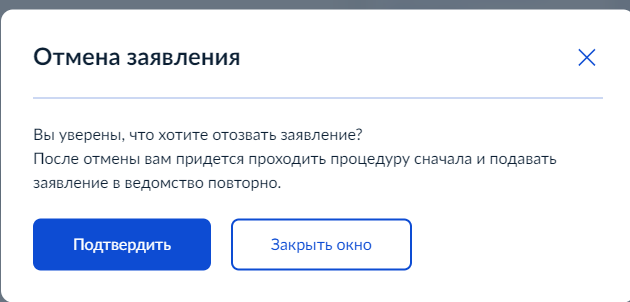 Отмена заявления
Вы уверены, что хотите отозвать заявление?
После отмены вам придется проходить процедуру сначала и подавать
заявление в ведомство повторно.
Подтвердить
Закрыть окно